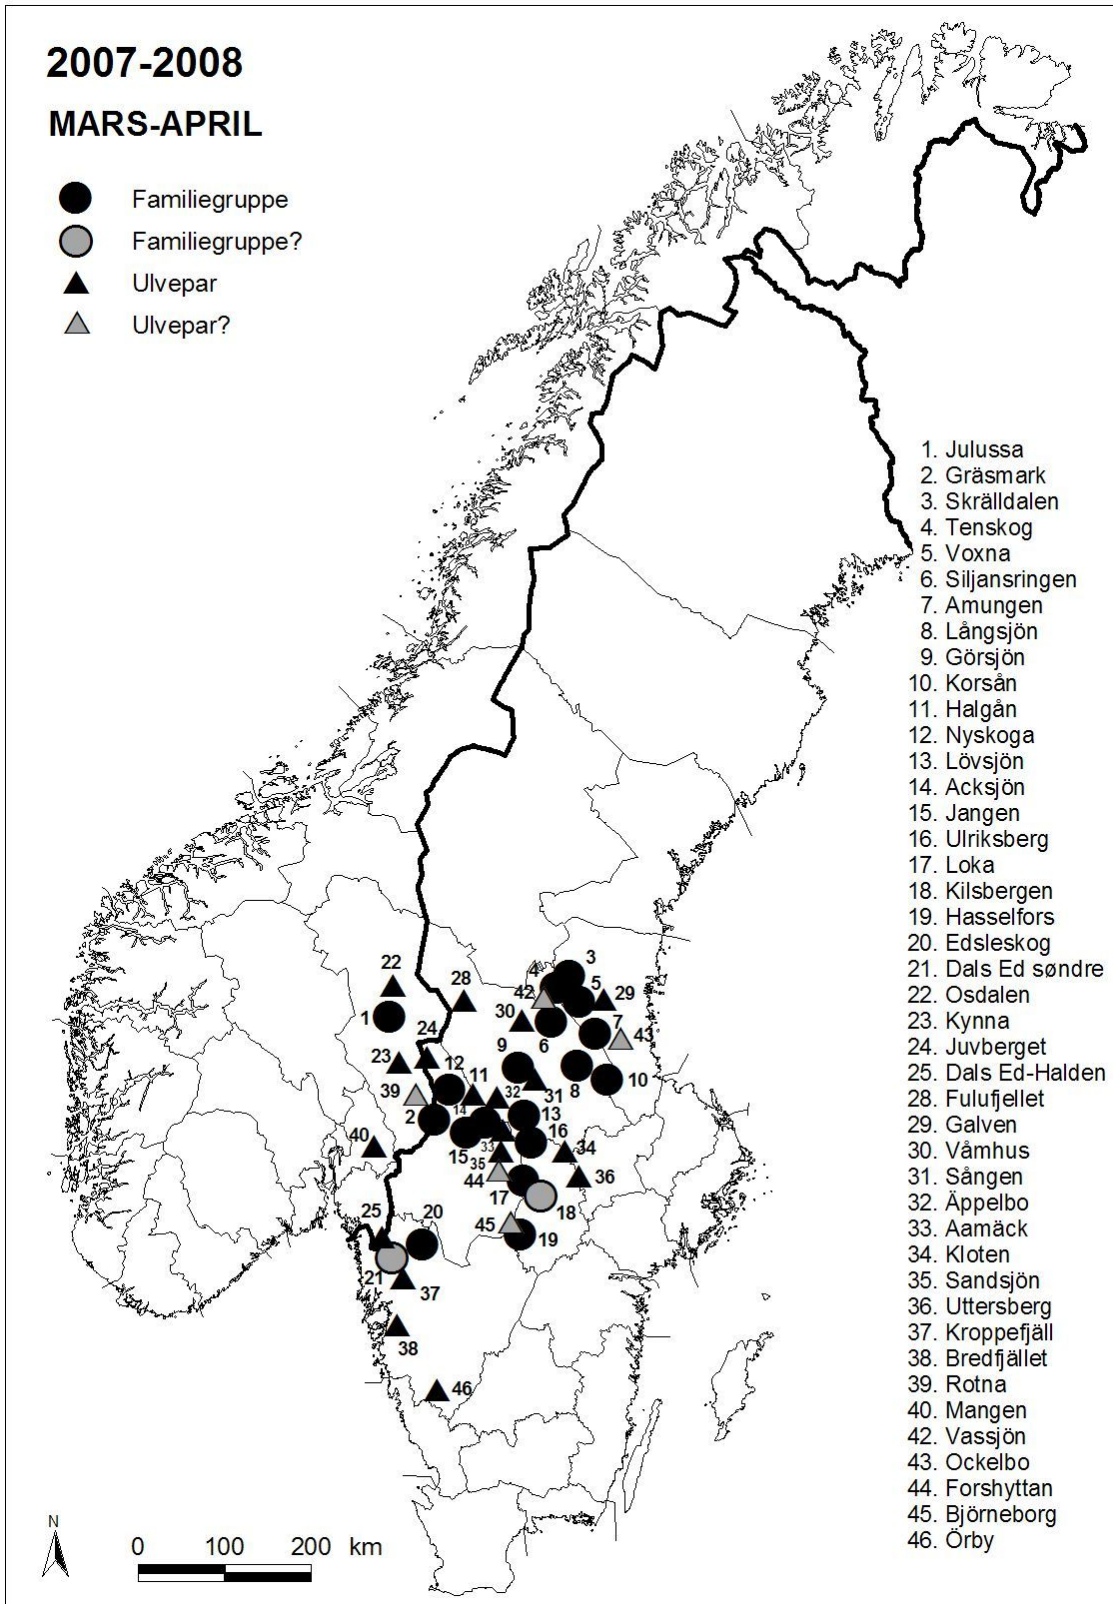 2007-2008
MARS-APRIL
Familiegruppe
Familiegruppe?
Ulvepar
Ulvepar?
1. Julussa
2. Gräsmark
3. Skrälldalen
4. Tenskog
5. Voxna
6. Siljansringen
7. Amungen
8. Långsjön
9. Görsjön
10. Korsån
11. Halgån
12. Nyskoga
13. Lövsjön
14. Acksjön
15. Jangen
16. Ulriksberg
17. Loka
18. Kilsbergen
19. Hasselfors
20. Edsleskog
21. Dals Ed søndre
22. Osdalen
23. Kynna
24. Juvberget
25. Dals Ed-Halden
28. Fulufjellet
29. Galven
30. Våmhus
31. Sången
32. Äppelbo
33. Aamäck
34. Kloten
35. Sandsjön
36. Uttersberg
37. Kroppefjäll
38. Bredfjället
39. Rotna
40. Mangen
42. Vassjön
43. Ockelbo
44. Forshyttan
45. Björneborg
46. Örby
3
4
22
28
42
5
29
1
30
7
43
24
6
9
23
12
11
8
10
39
32
31
2
14
13
40
15
33
16
34
35
44
36
17
18
25
20
45
19
21
37
38
46
N
0 100 200 km